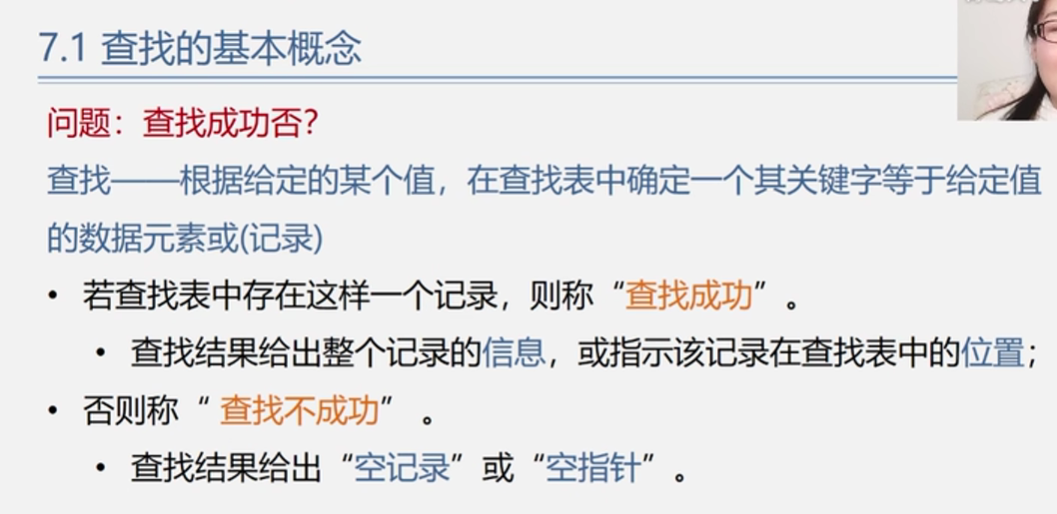 7.1 查找的基本概念
问题：查找成功否?
查找——根据给定的某个值，在查找表中确定一个其关键字等于给定值
的数据元素或(记录)
• 若查找表中存在这样一个记录，则称“查找成功”。
• 查找结果给出整个记录的信息，或指示该记录在查找表中的位置；
• 否则称“ 查找不成功” 。
• 查找结果给出“空记录”或“空指针”。